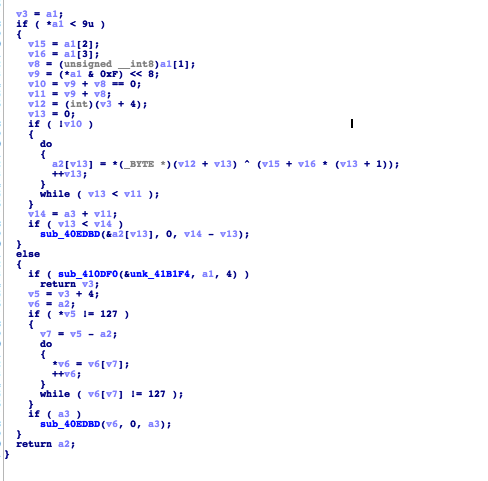 v3 = a1;
if ( *a1 < 9u )
{
v15 = a1[2];
v16 = a1[3];
v8 = (unsigned __int8)a1[1];
v9 = (*a1 & 0xF) << 8;
v10 = v9 + v8 == 0;
v11 = v9 + v8;
v12 = (int)(v3 + 4);
v13 = 0;
if ( !v10 )
{
do
{
a2[v13] = *(_BYTE *)(v12 + v13) ^ (v15 + v16 * (v13 + 1));
++v13;
}
while ( v13 < v11 );
}
v14 = a3 + v11;
if ( v13 < v14 )
sub_40EDBD(&a2[v13], 0, v14 - v13);
}
else
{
if ( sub_410DF0(&unk_41B1F4, a1, 4) )
return v3;
v5 = v3 + 4;
v6 = a2;
if ( *v5 != 127 )
{
v7 = v5 - a2;
do
{
*v6 = v6[v7];
++v6;
}
while ( v6[v7] != 127 );
}
if ( a3 )
sub_40EDBD(v6, 0, a3);
}
return a2;
}